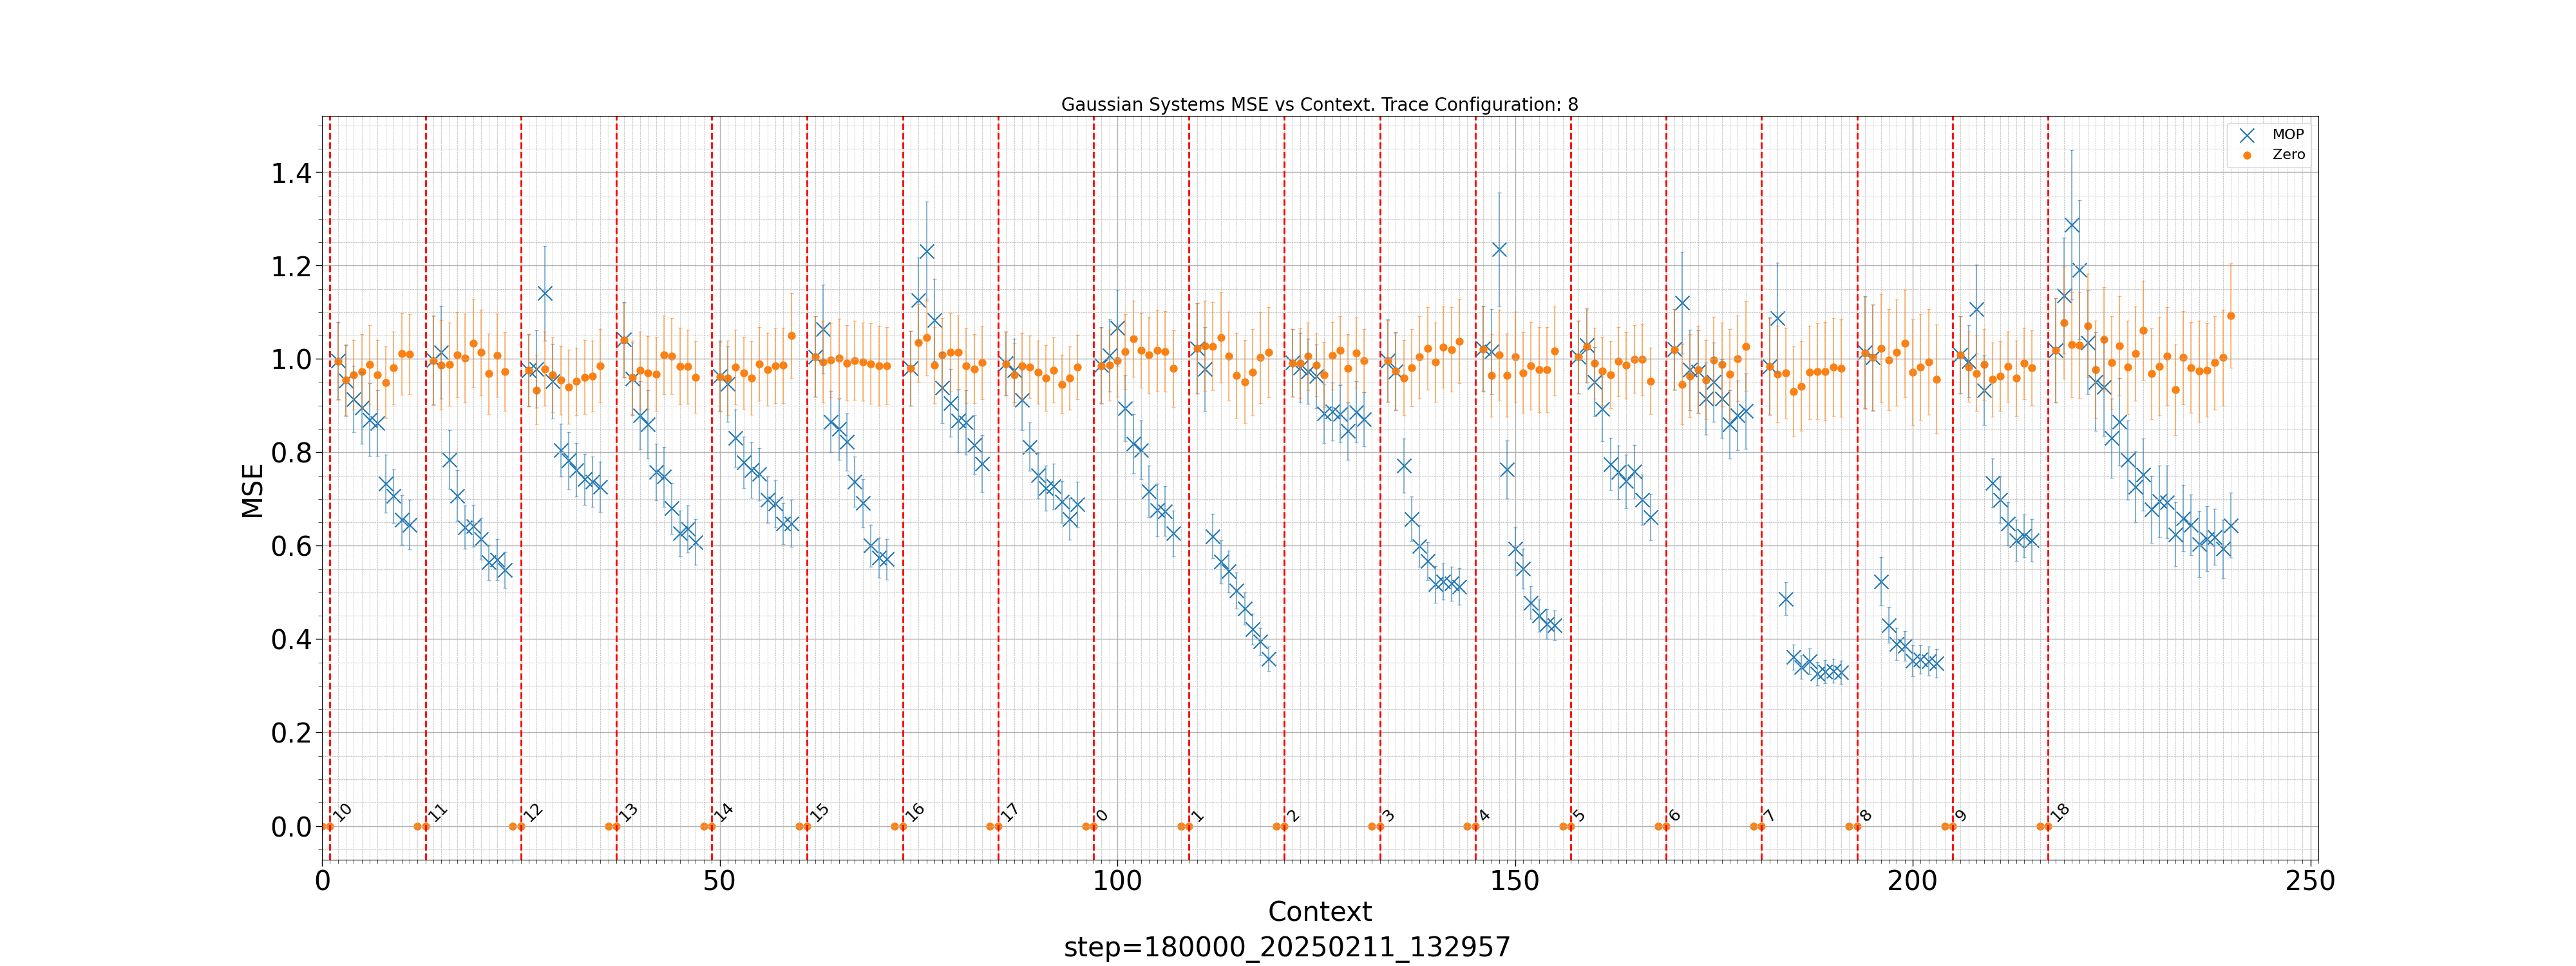 Gaussian Systems MSE vs Context. Trace Configuration: 8
MOP
Zero
MSE
1.4
1.2
1.0
0.8
0.6
0.4
0.2
0.0
10 11 12 13 14 15 16 17 0 1 2 3 4 5 6 7 8 9 18
0 50 100 150 200 250
Context
step=180000_20250211_132957